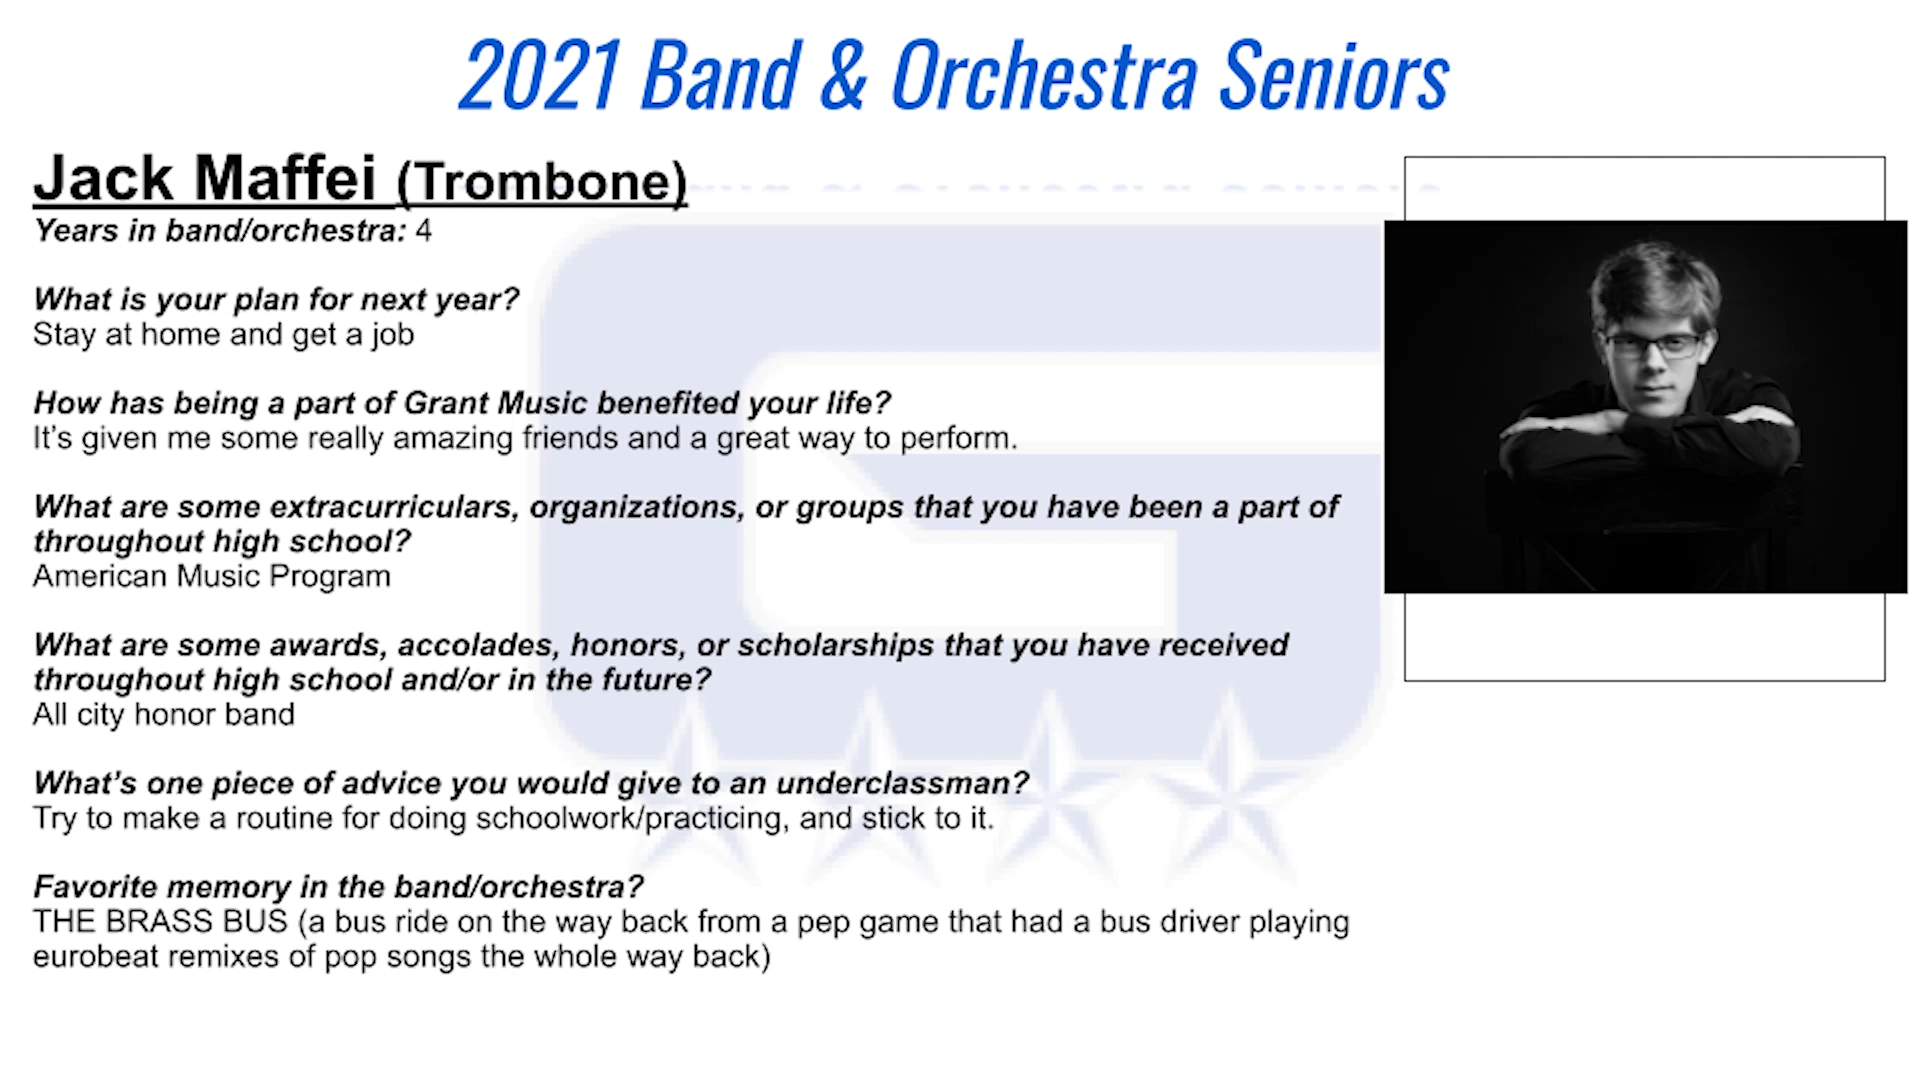 2021 Band & Orchestra Seniors
Jack Maffei (Trombone)
Years in band/orchestra: 4
What is your plan for next year?
Stay at home and get a job
How has being a part of Grant Music benefited your life?
It’s given me some really amazing friends and a great way to perform.
What are some extracurriculars, organizations, or groups that you have been a part of
throughout high school?
American Music Program
What are some awards, accolades, honors, or scholarships that you have received
throughout high school and/or in the future?
All city honor band
What’s one piece of advice you would give to an underclassman?
Try to make a routine for doing schoolwork/practicing, and stick to it.
Favorite memory in the band/orchestra?
THE BRASS BUS (a bus ride on the way back from a pep game that had a bus driver playing
eurobeat remixes of pop songs the whole way back)